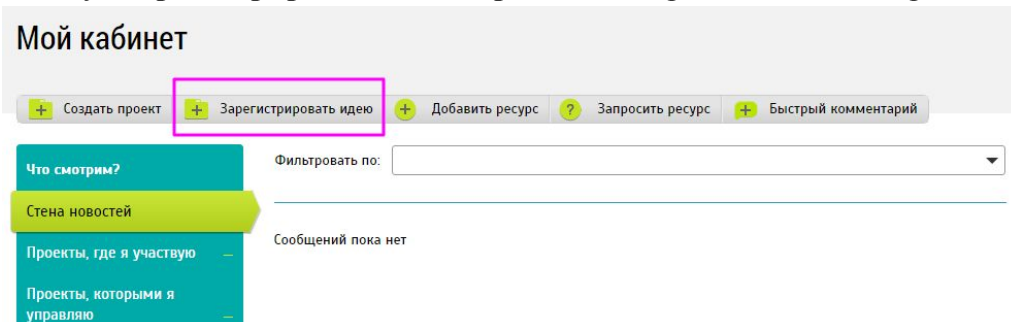 Мой кабинет
Создать проект Зарегистрировать идею Добавить ресурс ? Запросить ресурс Быстрый комментарий
Что смотрим?
Фильтровать по:
Стена новостей
Сообщений пока нет
Проекты, где я участвую
Проекты, которыми я
управляю